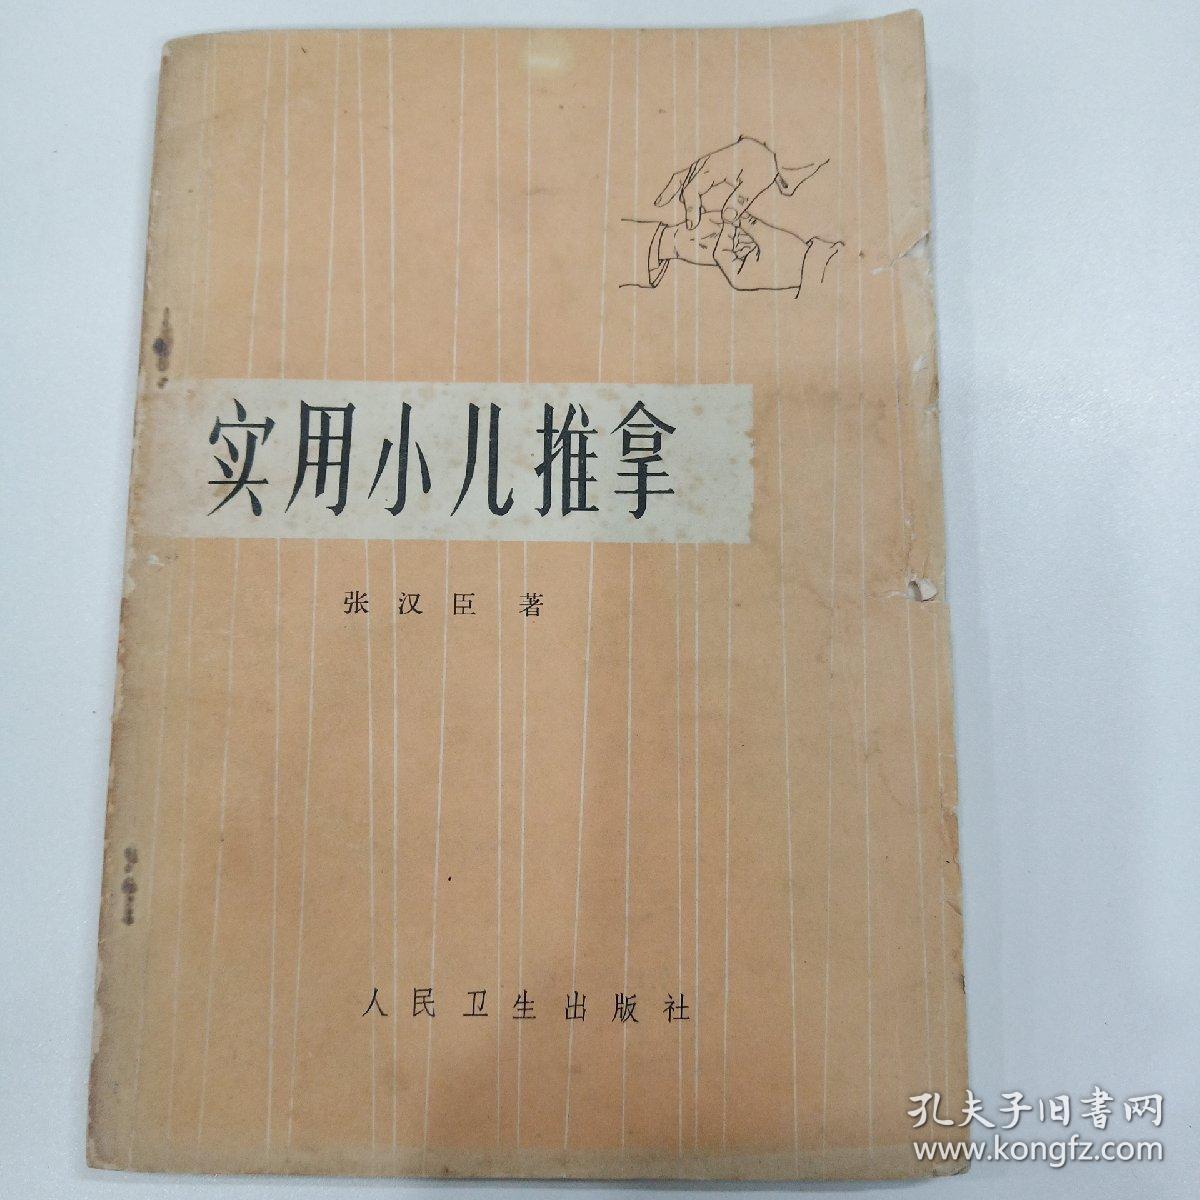 实用小儿推拿
张汉臣 著
人民卫生出版社
孔夫子旧書网
www.kongfz.com